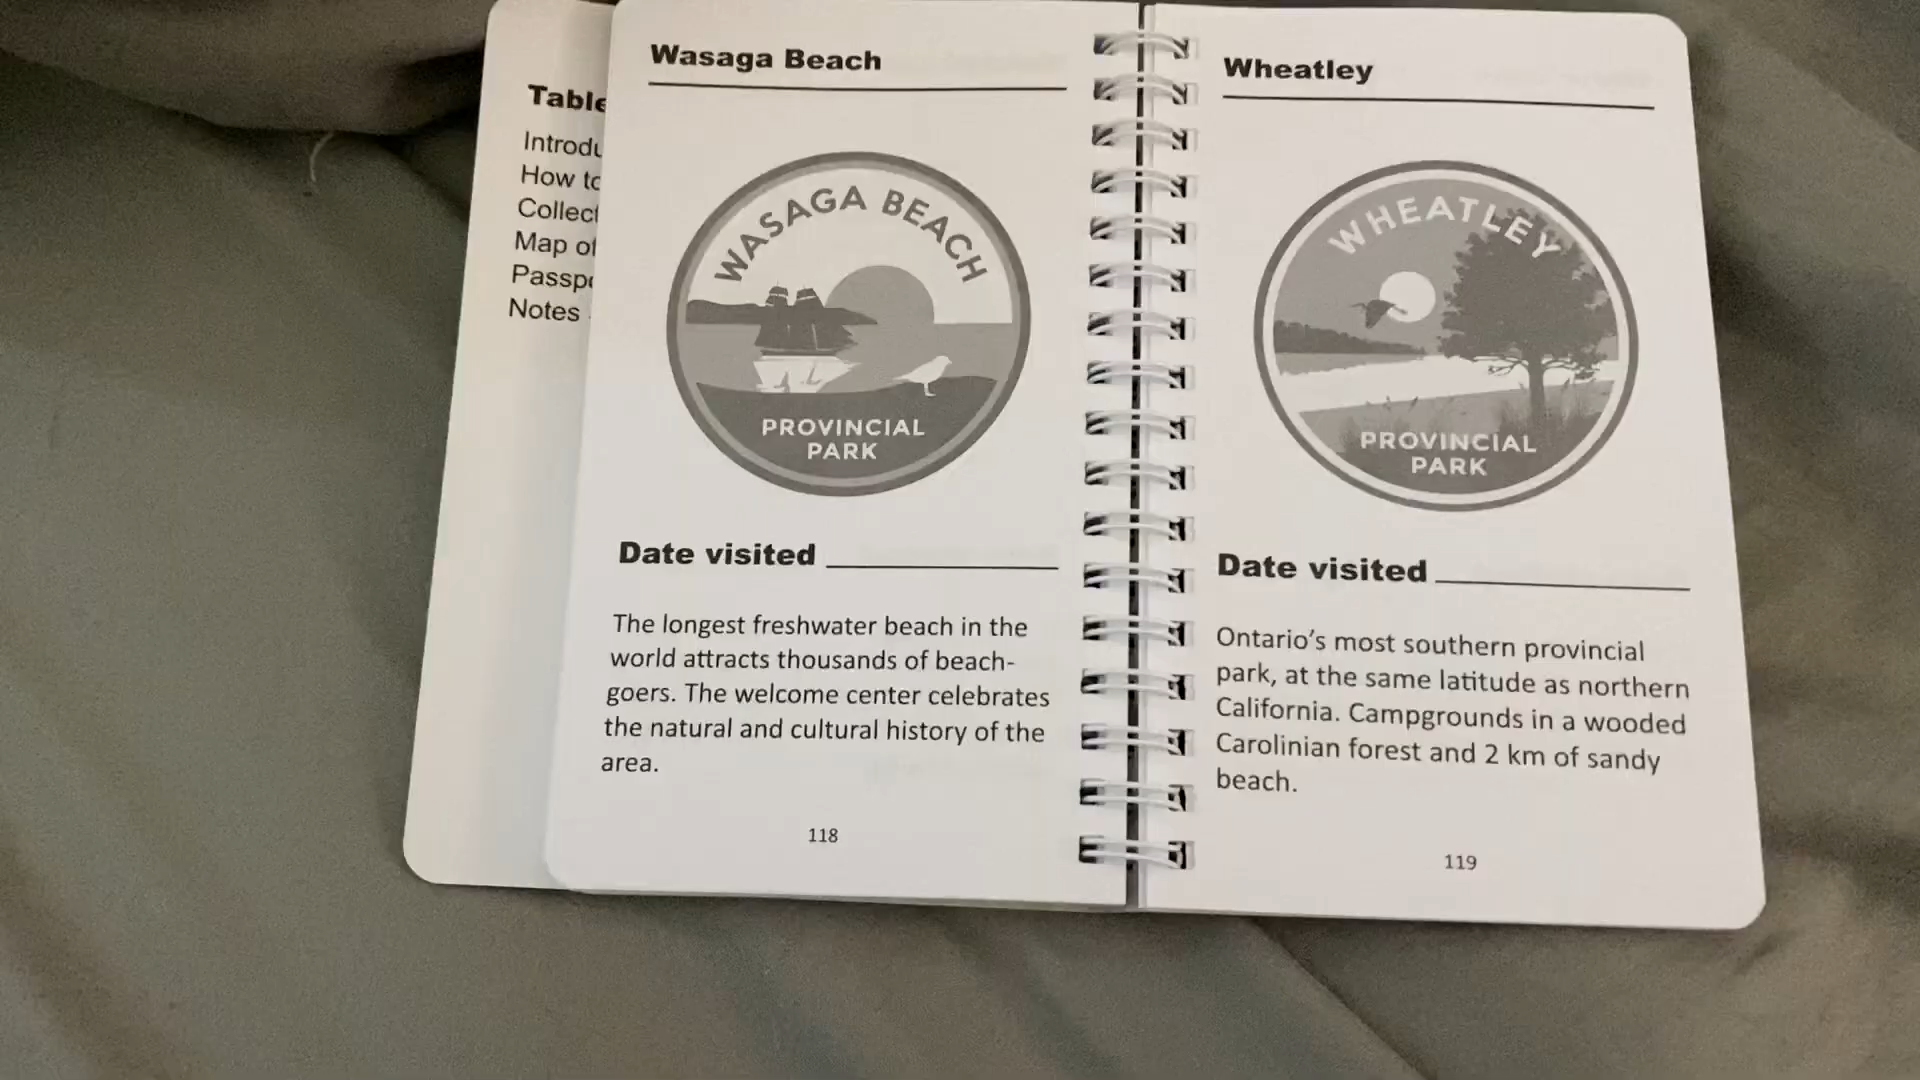 Table
Introdu
How to
Collect
Map of
Passpo
Notes
Wasaga Beach
WASAGA BEACH
PROVINCIAL
PARK
Date visited
The longest freshwater beach in the
world attracts thousands of beach-
goers. The welcome center celebrates
the natural and cultural history of the
area.
118
Wheatley
WHEATLEY
PROVINCIAL
PARK
Date visited
Ontario’s most southern provincial
park, at the same latitude as northern
California. Campgrounds in a wooded
Carolinian forest and 2 km of sandy
beach.
119